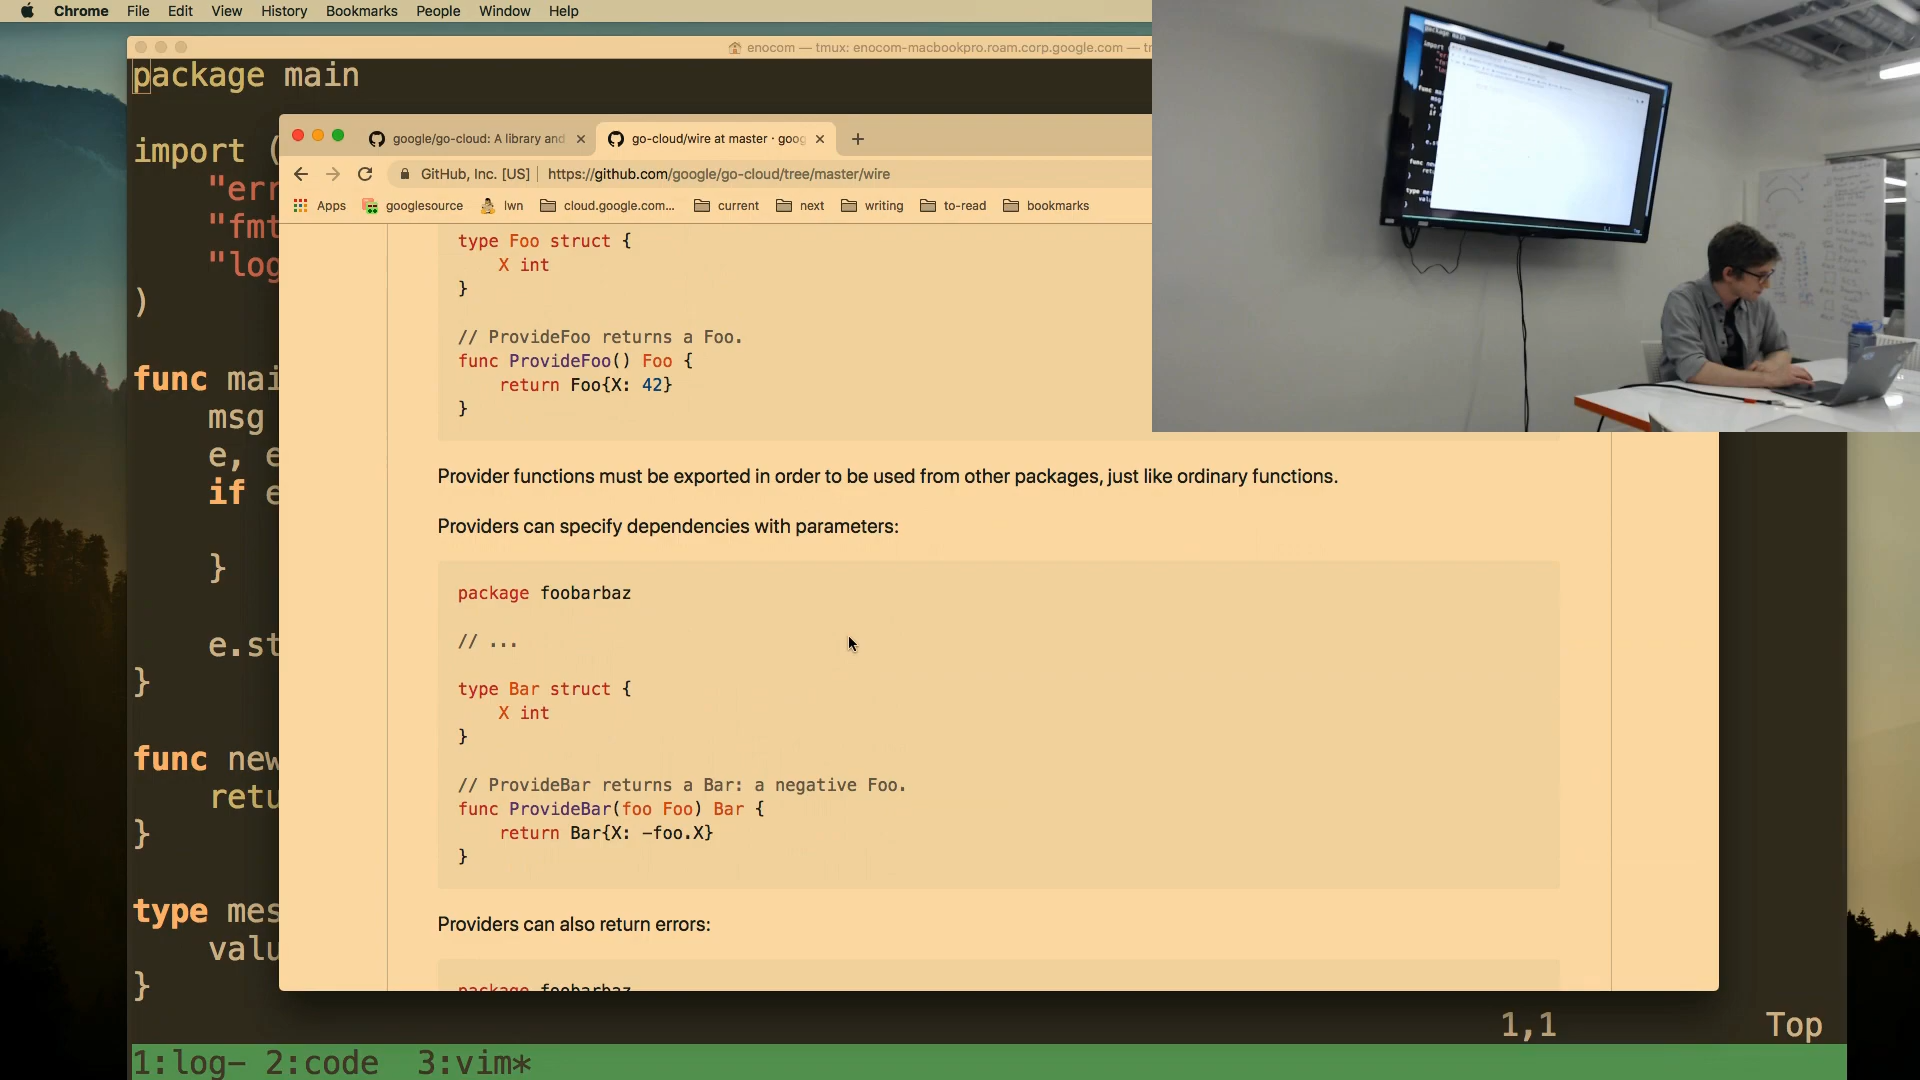 Chrome File Edit View History Bookmarks People Window Help
enocom — tmux: enocom-macbookpro.roam.corp.google.com —
package main
import (
"err
"fmt
"log
)
func mai
msg
e, e
if e
}
e.st
}
func new
retu
}
type mes
valu
}
google/go-cloud: A library and
go-cloud/wire at master · goog
GitHub, Inc. [US] https://github.com/google/go-cloud/tree/master/wire
Apps googlesource lwn cloud.google.com... current next writing to-read bookmarks
type Foo struct {
X int
}
// ProvideFoo returns a Foo.
func ProvideFoo() Foo {
return Foo{X: 42}
}
Provider functions must be exported in order to be used from other packages, just like ordinary functions.
Providers can specify dependencies with parameters:
package foobarbaz
// ...
type Bar struct {
X int
}
// ProvideBar returns a Bar: a negative Foo.
func ProvideBar(foo Foo) Bar {
return Bar{X: -foo.X}
}
Providers can also return errors:
package foobarbaz
1,1 Top
1:log- 2:code 3:vim*